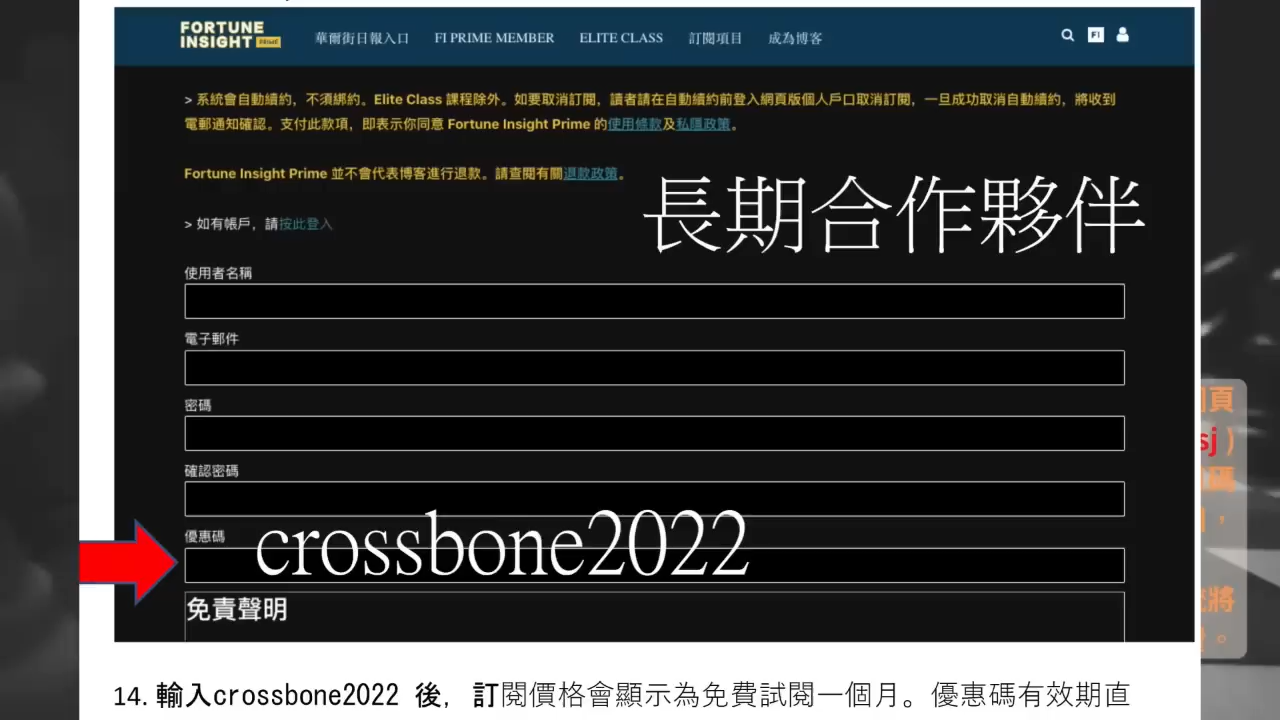 FORTUNE
INSIGHT PRIME
華爾街日報入口 FI PRIME MEMBER ELITE CLASS 訂閱項目 成為博客
FI
> 系統會自動續約，不須綁約。Elite Class 課程除外。如要取消訂閱，讀者請在自動續約前登入網頁版個人戶口取消訂閱，一旦成功取消自動續約，將收到
電郵通知確認。支付此款項，即表示你同意 Fortune Insight Prime 的使用條款及私隱政策。
Fortune Insight Prime 並不會代表博客進行退款。請查閱有關退款政策。
長期合作夥伴
> 如有帳戶，請按此登入
使用者名稱
電子郵件
密碼
確認密碼
優惠碼
crossbone2022
免責聲明
14. 輸入crossbone2022 後，訂閱價格會顯示為免費試閱一個月。優惠碼有效期直
頁
sj )
碼
，
將
。